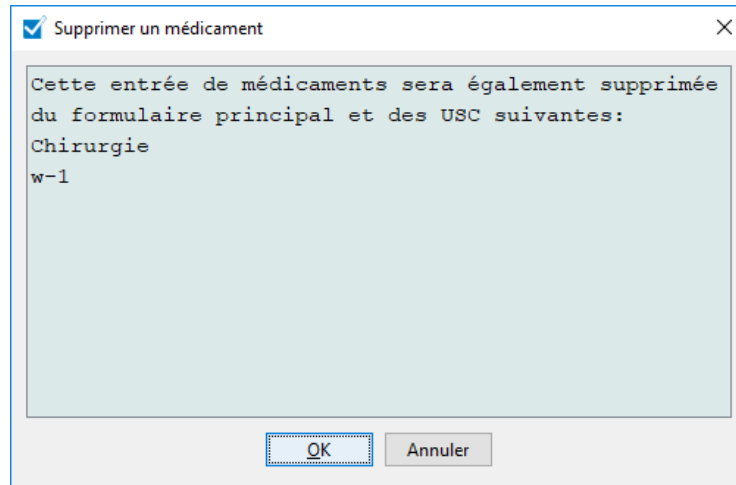 Supprimer un médicament
Cette entrée de médicaments sera également supprimée
du formulaire principal et des USC suivantes:
Chirurgie
w-1
OK
Annuler